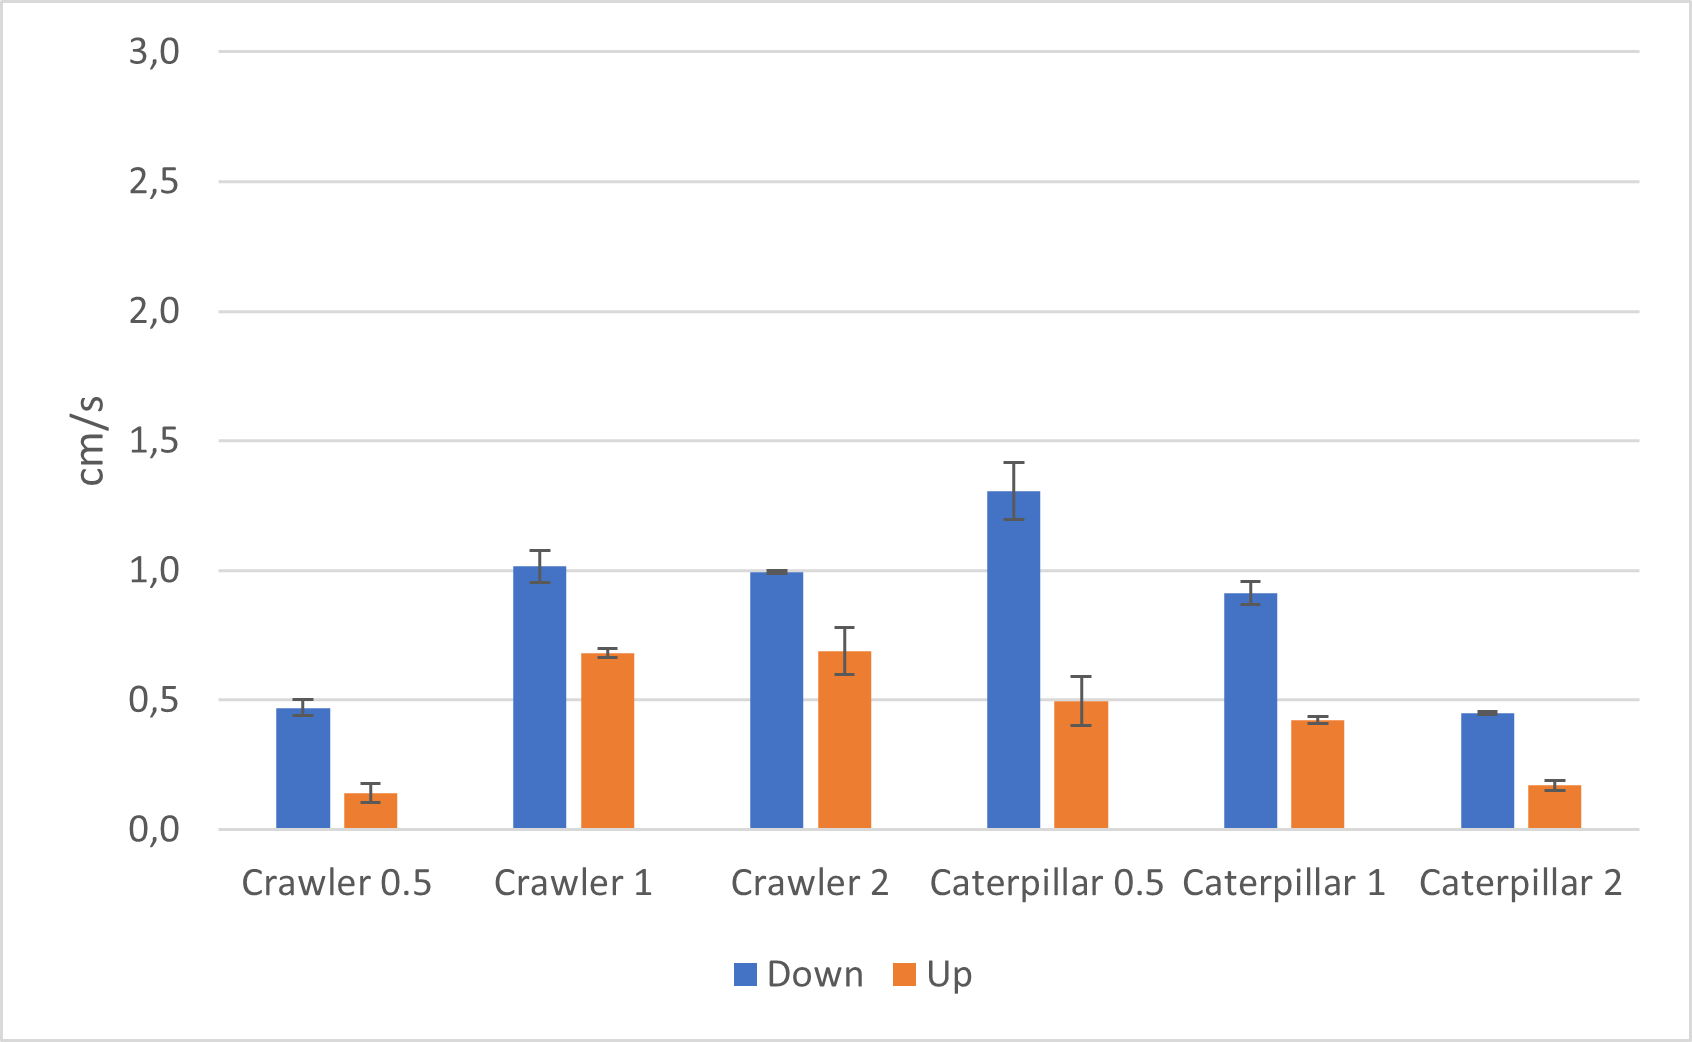 3,0
2,5
2,0
1,5
1,0
0,5
0,0
cm/s
Crawler 0.5
Crawler 1
Crawler 2
Caterpillar 0.5
Caterpillar 1
Caterpillar 2
Down
Up